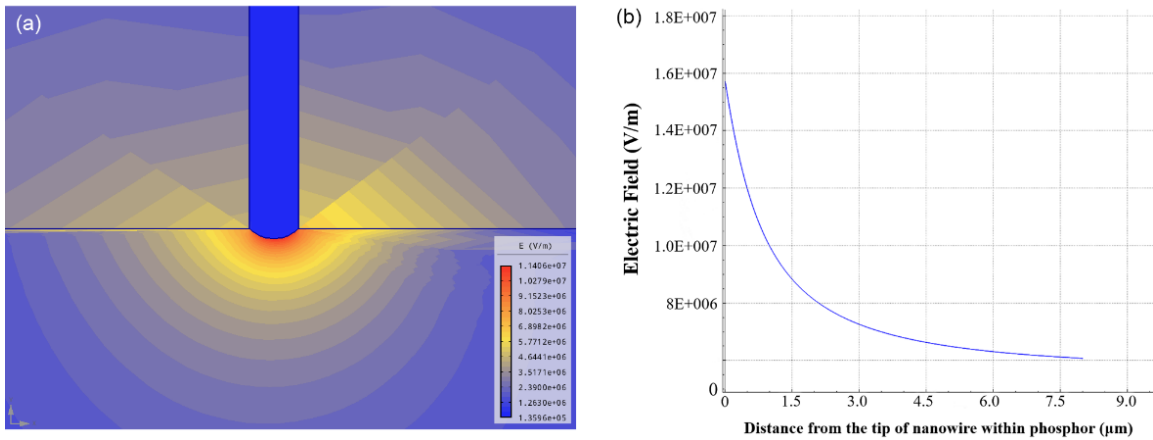 (a)
E (V/m)
1.1406e+07
1.0279e+07
9.1523e+06
8.0253e+06
6.8982e+06
5.7712e+06
4.6441e+06
3.5171e+06
2.3900e+06
1.2630e+06
1.3596e+05
(b)
Electric Field (V/m)
1.8E+007
1.6E+007
1.4E+007
1.2E+007
1.0E+007
8E+006
0
0 1.5 3.0 4.5 6.0 7.5 9.0
Distance from the tip of nanowire within phosphor (μm)